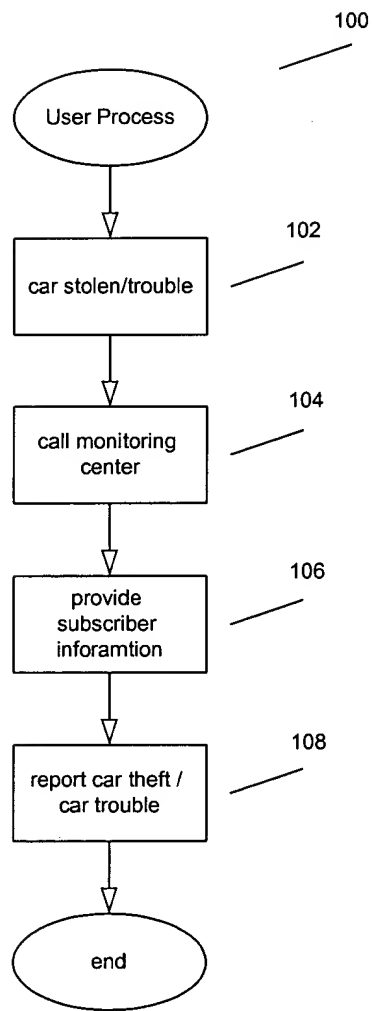 100
User Process
102
car stolen/trouble
104
call monitoring
center
106
provide
subscriber
inforamtion
108
report car theft /
car trouble
end